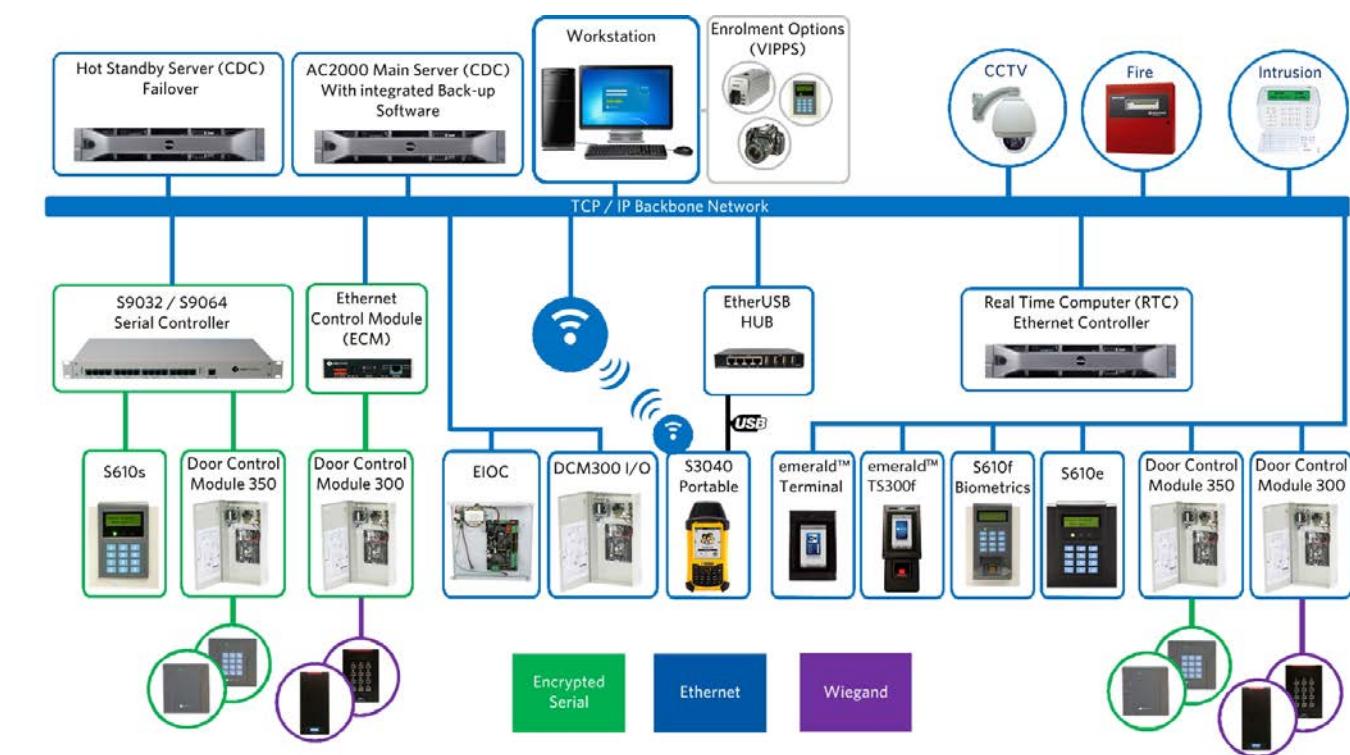 Hot Standby Server (CDC)
Failover
AC2000 Main Server (CDC)
With integrated Back-up
Software
Workstation
Enrolment Options
(VIPPS)
CCTV
Fire
Intrusion
TCP / IP Backbone Network
S9032 / S9064
Serial Controller
Ethernet
Control Module
(ECM)
EtherUSB
HUB
Real Time Computer (RTC)
Ethernet Controller
USB
S610s
Door Control
Module 350
Door Control
Module 300
EIOC
DCM300 I/O
S3040
Portable
emerald™
Terminal
emerald™
TS300f
S610f
Biometrics
S610e
Door Control
Module 350
Door Control
Module 300
Encrypted
Serial
Ethernet
Wiegand